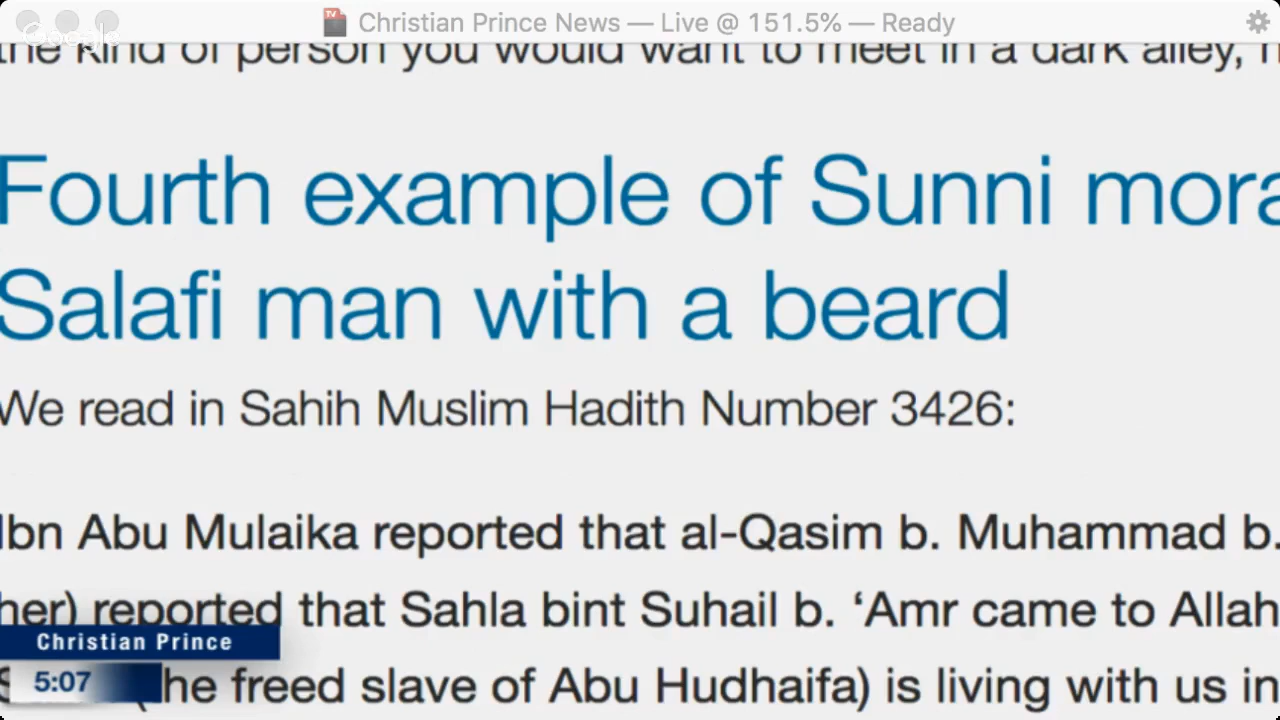 Christian Prince News — Live @ 151.5% — Ready
Google
the kind of person you would want to meet in a dark alley,
Fourth example of Sunni mora
Salafi man with a beard
We read in Sahih Muslim Hadith Number 3426:
Ibn Abu Mulaika reported that al-Qasim b. Muhammad b.
her) reported that Sahla bint Suhail b. ‘Amr came to Allah
Christian Prince
(the freed slave of Abu Hudhaifa) is living with us in
5:07